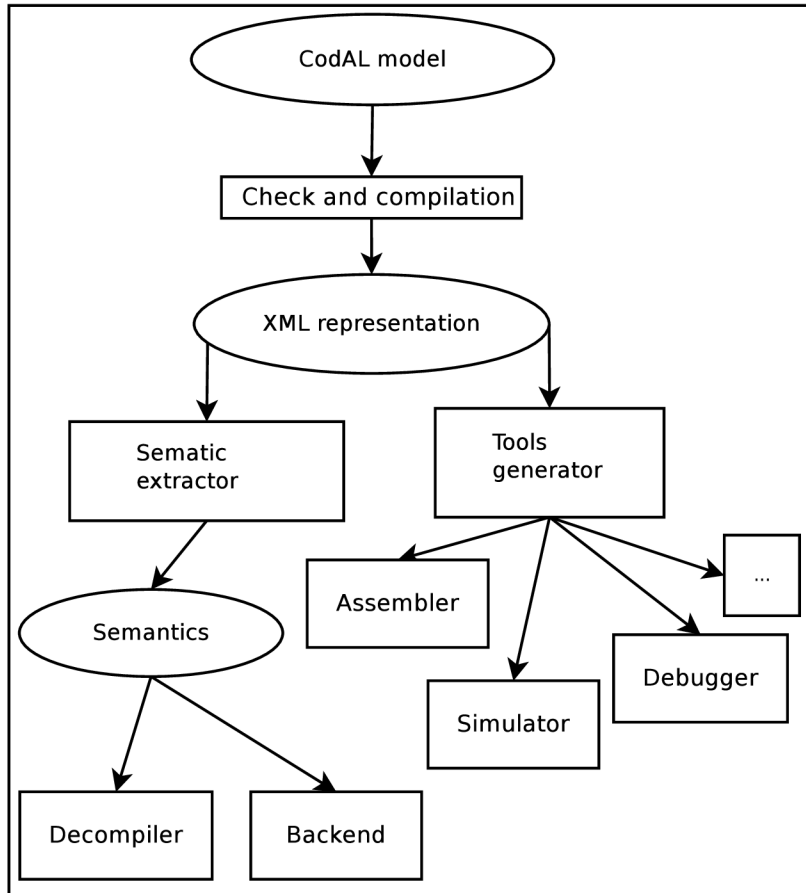 CodAL model
Check and compilation
XML representation
Sematic
extractor
Tools
generator
Assembler
...
Semantics
Debugger
Simulator
Decompiler
Backend